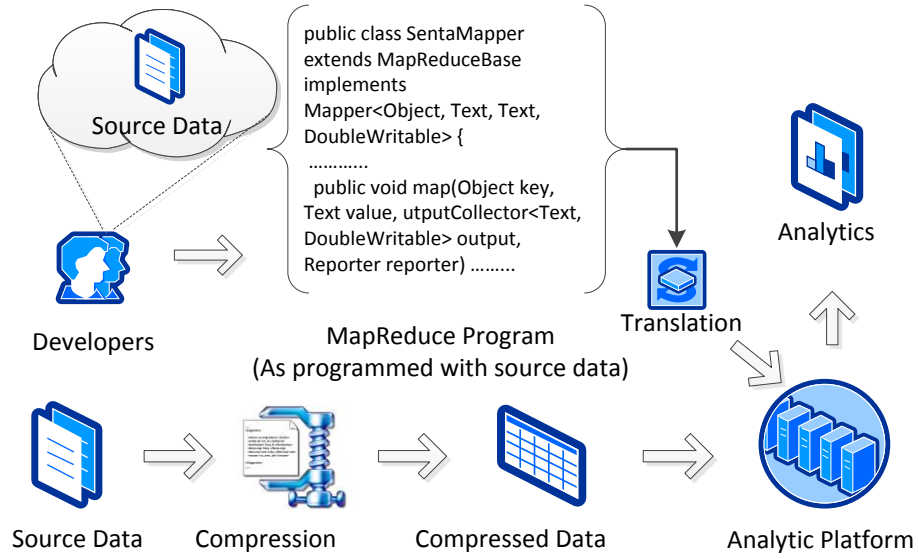 Source Data
public class SentaMapper
extends MapReduceBase
implements
Mapper<Object, Text, Text,
DoubleWritable> {
…………
public void map(Object key,
Text value, utputCollector<Text,
DoubleWritable> output,
Reporter reporter) ………
Analytics
Developers
Translation
MapReduce Program
(As programmed with source data)
Source Data
Compression
Compressed Data
Analytic Platform